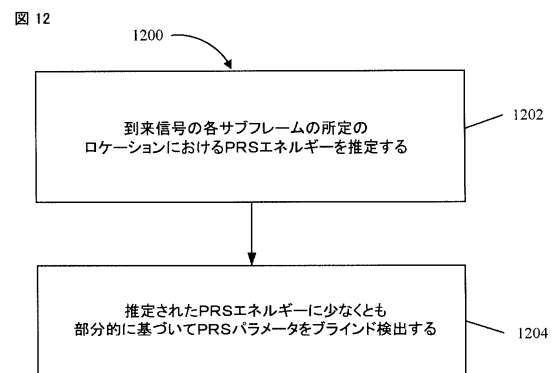 図 12
1200
到来信号の各サブフレームの所定の
ロケーションにおけるPRSエネルギーを推定する
1202
推定されたPRSエネルギーに少なくとも
部分的に基づいてPRSパラメータをブラインド検出する
1204